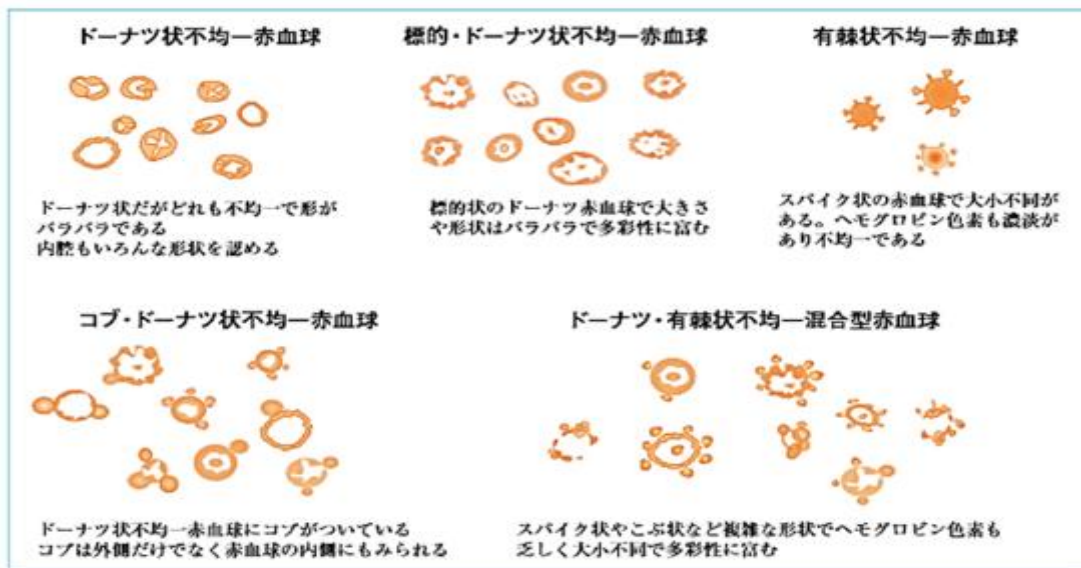 ドーナツ状不均一赤血球
ドーナツ状だがどれも不均一で形が
バラバラである
内腔もいろんな形状を認める
標的・ドーナツ状不均一赤血球
標的状のドーナツ赤血球で大きさ
や形状はバラバラで多彩性に富む
有棘状不均一赤血球
スパイク状の赤血球で大小不同が
ある。ヘモグロビン色素も濃淡が
あり不均一である
コブ・ドーナツ状不均一赤血球
ドーナツ状不均一赤血球にコブがついている
コブは外側だけでなく赤血球の内側にもみられる
ドーナツ・有棘状不均一混合型赤血球
スパイク状やこぶ状など複雑な形状でヘモグロビン色素も
乏しく大小不同で多彩性に富む